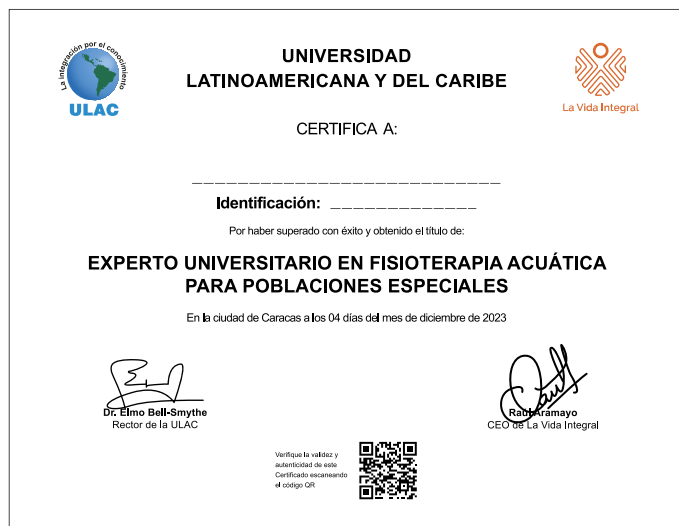 La integración por el conocimiento
ULAC
UNIVERSIDAD
LATINOAMERICANA Y DEL CARIBE
La Vida Integral
CERTIFICA A:
Identificación:
Por haber superado con éxito y obtenido el título de:
EXPERTO UNIVERSITARIO EN FISIOTERAPIA ACUÁTICA
PARA POBLACIONES ESPECIALES
En la ciudad de Caracas a los 04 días del mes de diciembre de 2023
Dr. Elmo Bell-Smythe
Rector de la ULAC
Raúl Aramayo
CEO de La Vida Integral
Verifique la validez y
autenticidad de este
Certificado escaneando
el código QR